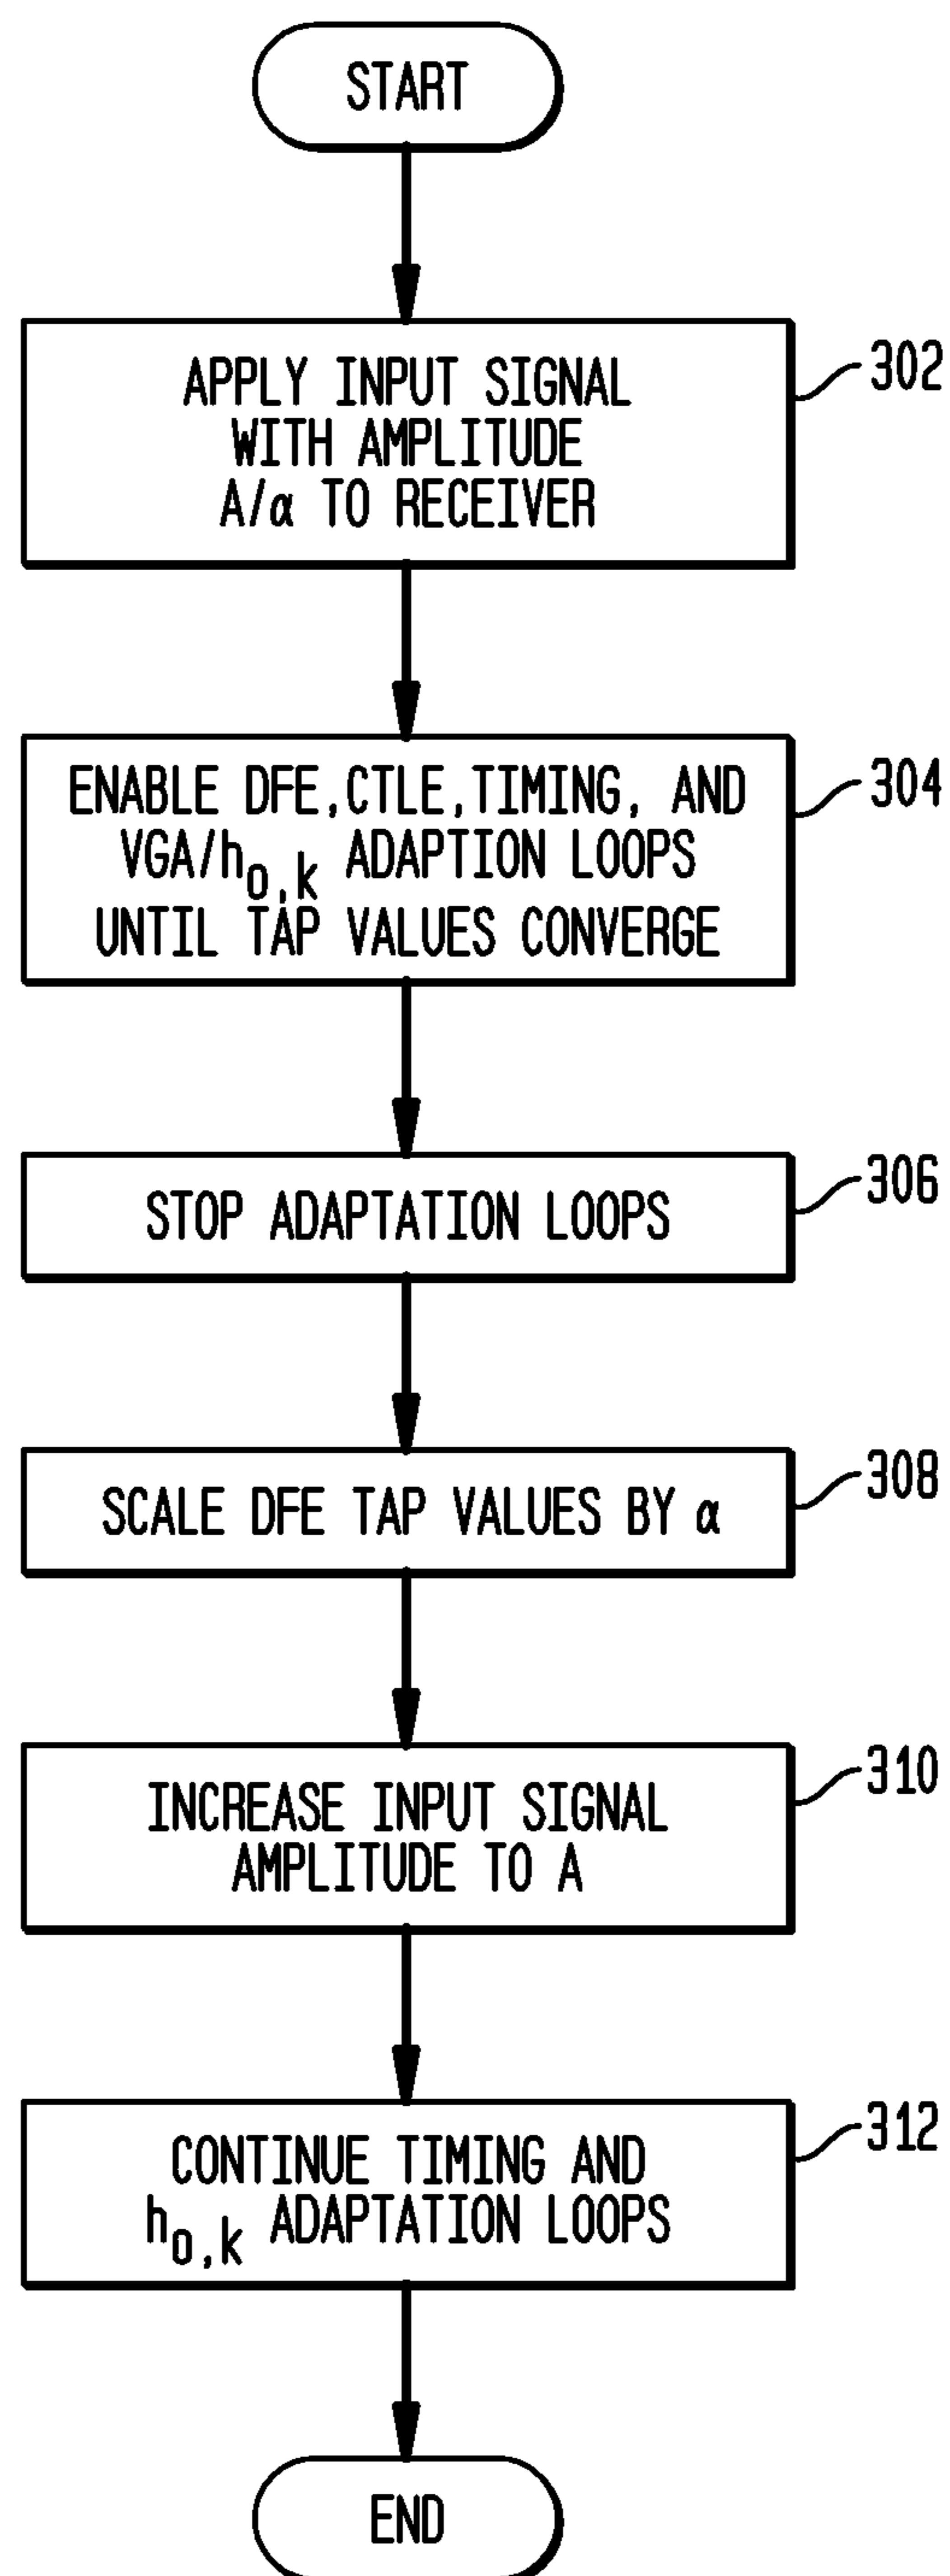 START
APPLY INPUT SIGNAL
WITH AMPLITUDE
A/α TO RECEIVER
302
ENABLE DFE, CTLE, TIMING, AND
VGA/h0,k ADAPTION LOOPS
UNTIL TAP VALUES CONVERGE
304
STOP ADAPTATION LOOPS
306
SCALE DFE TAP VALUES BY α
308
INCREASE INPUT SIGNAL
AMPLITUDE TO A
310
CONTINUE TIMING AND
h0,k ADAPTATION LOOPS
312
END